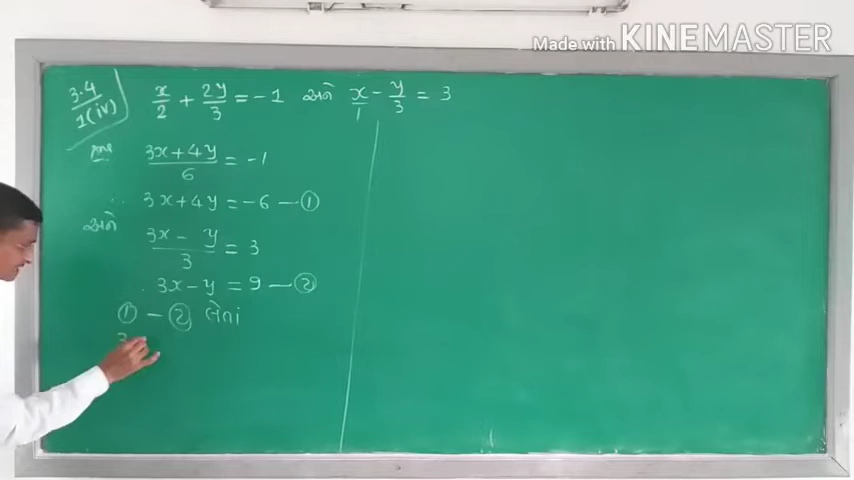 Made with KINEMASTER
3.4
1(iv)
x/2 + 2y/3 = -1 અને x/1 - y/3 = 3
(3x+4y)/6 = -1
∴ 3x+4y = -6 — ①
અને
(3x - y)/3 = 3
∴ 3x - y = 9 — ②
① - ② લેતાં
3